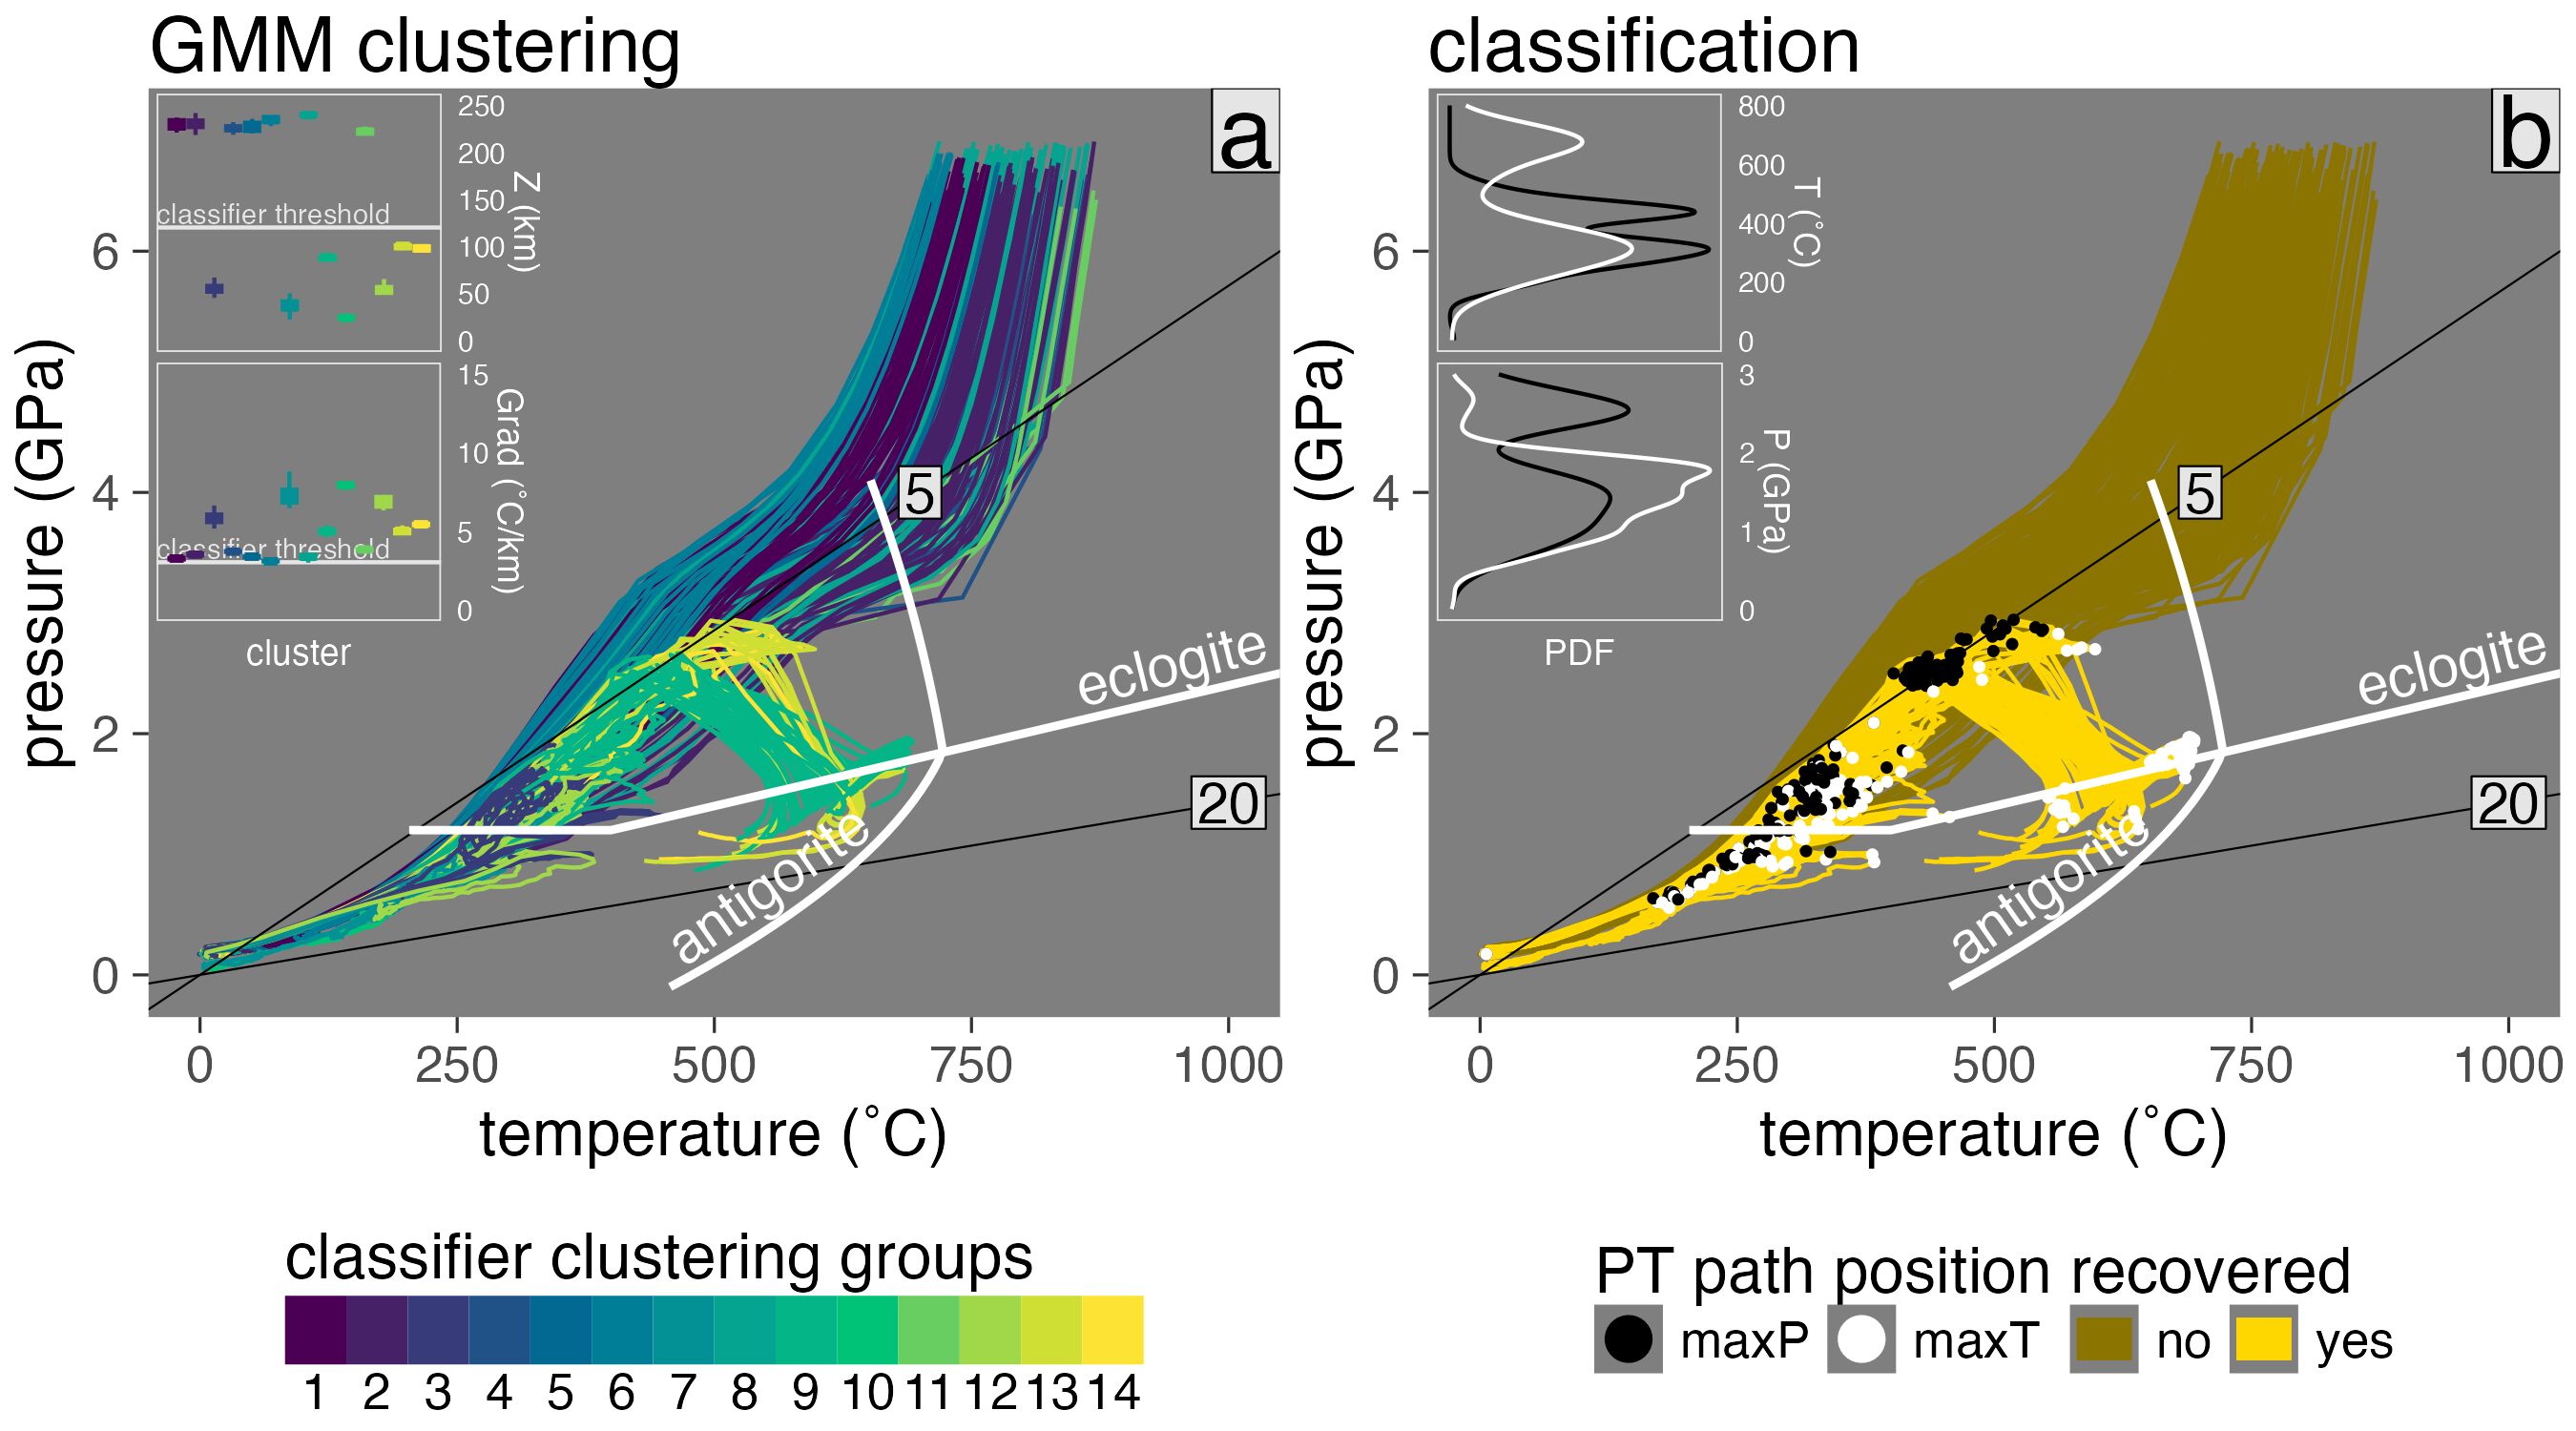 GMM clustering
a
250
200
150
100
50
0
Z (km)
classifier threshold
15
10
5
0
Grad (˚C/km)
classifier threshold
cluster
5
20
eclogite
antigorite
6
4
2
0
pressure (GPa)
0 250 500 750 1000
temperature (˚C)
classifier clustering groups
1 2 3 4 5 6 7 8 9 10 11 12 13 14
classification
b
800
600
400
200
0
T (˚C)
3
2
1
0
P (GPa)
PDF
5
20
eclogite
antigorite
6
4
2
0
pressure (GPa)
0 250 500 750 1000
temperature (˚C)
PT path position recovered
maxP maxT no yes